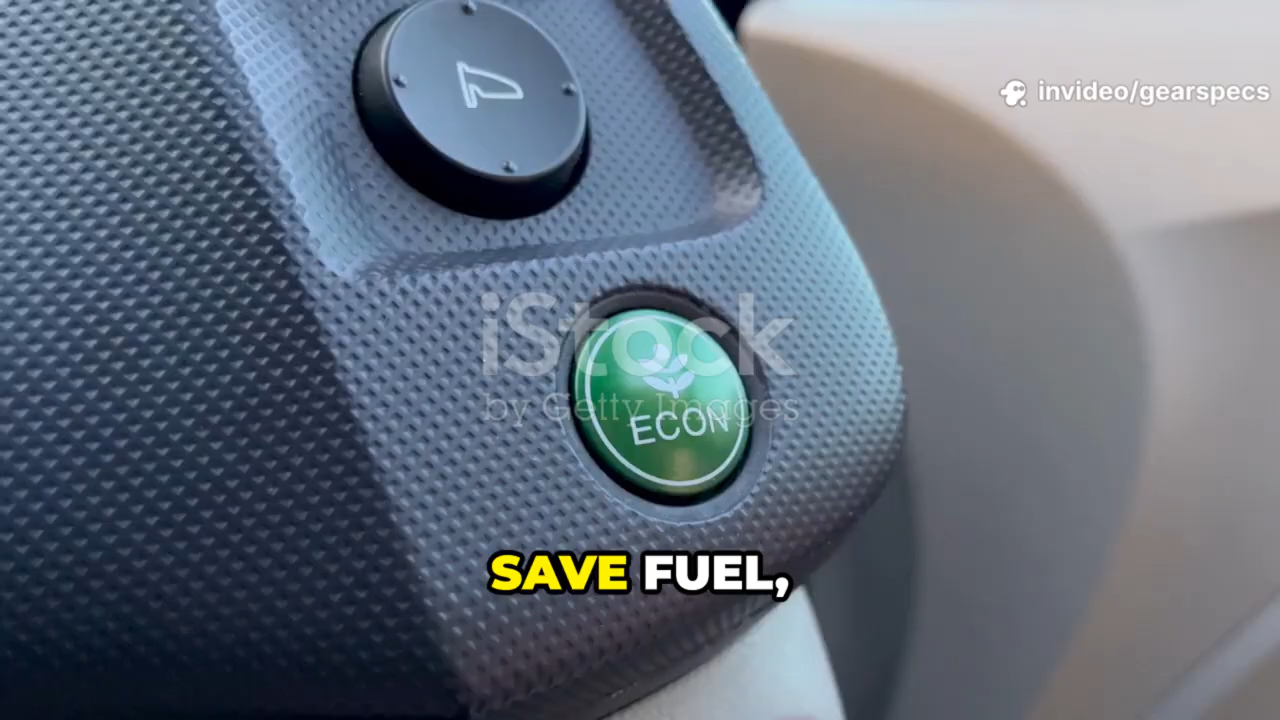 invideo/gearspecs
iStock
by Getty Images
ECON
SAVE FUEL,